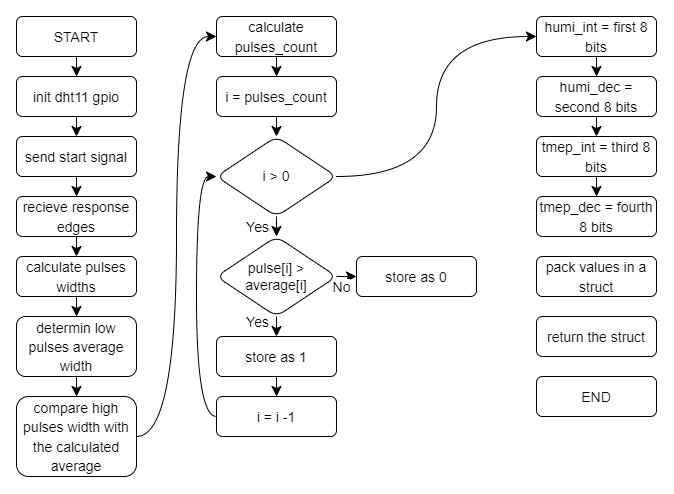 START
init dht11 gpio
send start signal
recieve response
edges
calculate pulses
widths
determin low
pulses average
width
compare high
pulses width with
the calculated
average
calculate
pulses_count
i = pulses_count
i > 0
Yes
pulse[i] >
average[i]
No
store as 0
Yes
store as 1
i = i -1
humi_int = first 8
bits
humi_dec =
second 8 bits
tmep_int = third 8
bits
tmep_dec = fourth
8 bits
pack values in a
struct
return the struct
END